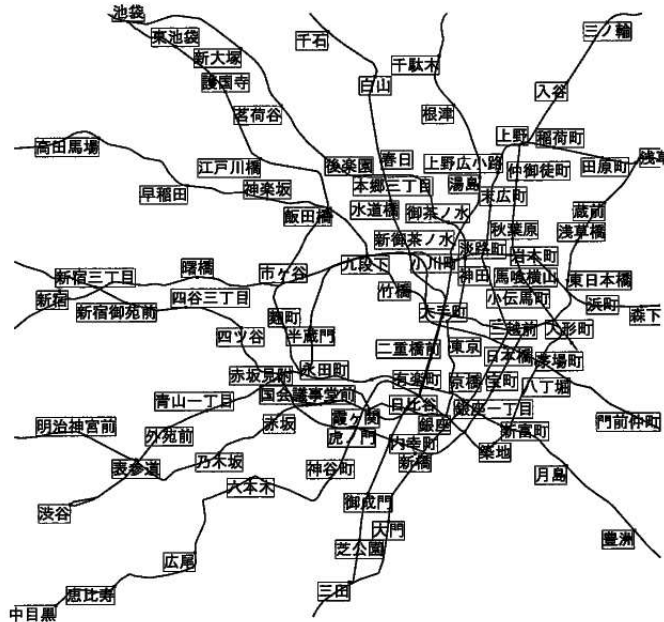 池袋
三ノ輪
東池袋
千石
新大塚
千駄木
護国寺
白山
入谷
茗荷谷
根津
上野
稲荷町
高田馬場
江戸川橋
後楽園
春日
上野広小路
仲御徒町
田原町
浅草
早稲田
神楽坂
本郷三丁目
湯島
末広町
飯田橋
水道橋
御茶ノ水
蔵前
秋葉原
浅草橋
新御茶ノ水
淡路町
岩本町
新宿三丁目
曙橋
市ヶ谷
九段下
小川町
神田
馬喰横山
東日本橋
新宿
四谷三丁目
竹橋
小伝馬町
浜町
新宿御苑前
麹町
大手町
森下
四ツ谷
半蔵門
三越前
人形町
二重橋前
東京
日本橋
茅場町
赤坂見附
永田町
有楽町
京橋
宝町
八丁堀
青山一丁目
国会議事堂前
日比谷
銀座一丁目
明治神宮前
外苑前
赤坂
霞ヶ関
銀座
門前仲町
虎ノ門
内幸町
新富町
表参道
乃木坂
神谷町
新橋
築地
月島
六本木
御成門
渋谷
大門
豊洲
広尾
芝公園
恵比寿
三田
中目黒